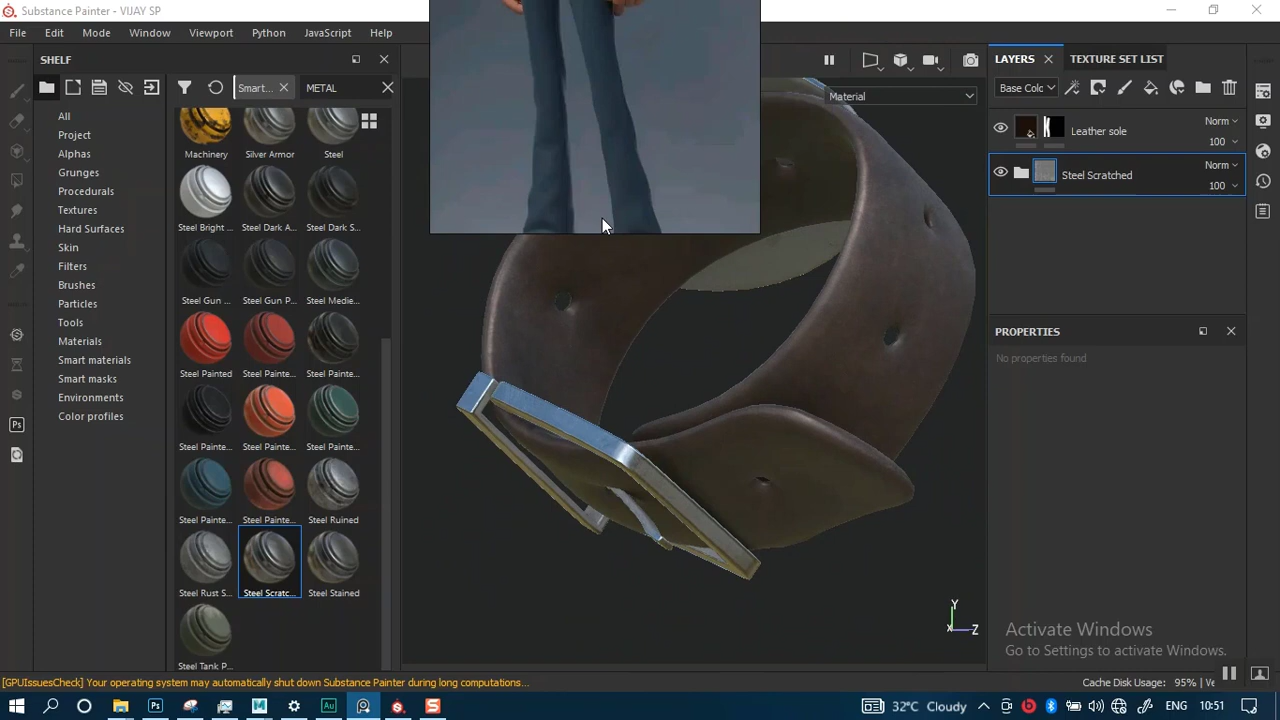 Substance Painter - VIJAY SP
File Edit Mode Window Viewport Python JavaScript Help
SHELF
Smart...
METAL
All
Project
Alphas
Grunges
Procedurals
Textures
Hard Surfaces
Skin
Filters
Brushes
Particles
Tools
Materials
Smart materials
Smart masks
Environments
Color profiles
Machinery Silver Armor Steel
Steel Bright ... Steel Dark A... Steel Dark S...
Steel Gun ... Steel Gun P... Steel Medie...
Steel Painted Steel Painte... Steel Painte...
Steel Painte... Steel Painte... Steel Painte...
Steel Painte... Steel Painte... Steel Ruined
Steel Rust S... Steel Scratc... Steel Stained
Steel Tank P...
Material
Y
X Z
LAYERS TEXTURE SET LIST
Base Colc
Leather sole Norm
100
Steel Scratched Norm
100
PROPERTIES
No properties found
Activate Windows
Go to Settings to activate Windows.
[GPUIssuesCheck] Your operating system may automatically shut down Substance Painter during long computations...
Cache Disk Usage: 95% | Ve
Ps
Ps Au S
32°C Cloudy ENG 10:51